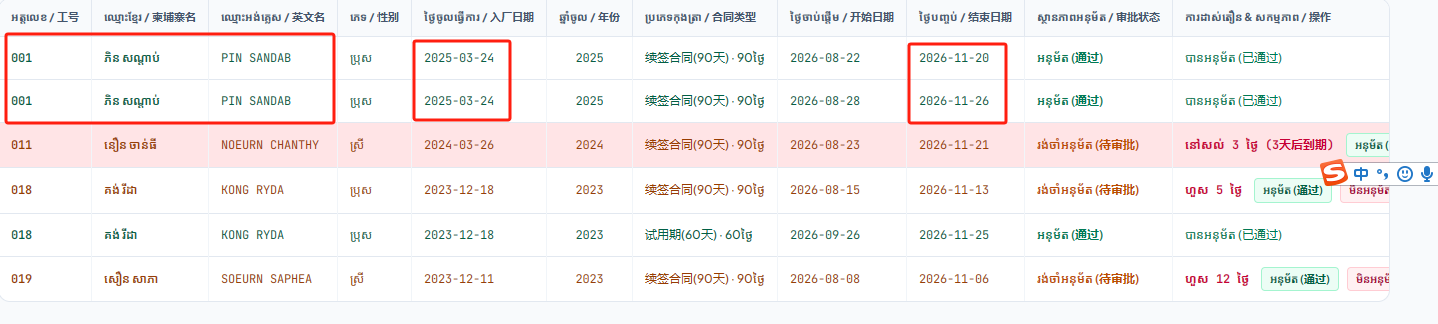 អត្តលេខ / 工号 ឈ្មោះខ្មែរ / 柬埔寨名 ឈ្មោះអង់គ្លេស / 英文名 ភេទ / 性别 ថ្ងៃចូលធ្វើការ / 入厂日期 ឆ្នាំចូល / 年份 ប្រភេទកុងត្រា / 合同类型 ថ្ងៃចាប់ផ្តើម / 开始日期 ថ្ងៃបញ្ចប់ / 结束日期 ស្ថានភាពអនុម័ត / 审批状态 ការដាស់តឿន & សកម្មភាព / 操作
001 ភិន សណ្តាប់ PIN SANDAB ប្រុស 2025-03-24 2025 续签合同(90天) · 90ថ្ងៃ 2026-08-22 2026-11-20 អនុម័ត (通过) បានអនុម័ត (已通过)
001 ភិន សណ្តាប់ PIN SANDAB ប្រុស 2025-03-24 2025 续签合同(90天) · 90ថ្ងៃ 2026-08-28 2026-11-26 អនុម័ត (通过) បានអនុម័ត (已通过)
011 នឿន ចាន់ធី NOEURN CHANTHY ស្រី 2024-03-26 2024 续签合同(90天) · 90ថ្ងៃ 2026-08-23 2026-11-21 រង់ចាំអនុម័ត (待审批) នៅសល់ 3 ថ្ងៃ (3天后到期) អនុម័ត (
018 គង់ រីដា KONG RYDA ប្រុស 2023-12-18 2023 续签合同(90天) · 90ថ្ងៃ 2026-08-15 2026-11-13 រង់ចាំអនុម័ត (待审批) ហួស 5 ថ្ងៃ អនុម័ត (通过) មិនអនុម័
中
018 គង់ រីដា KONG RYDA ប្រុស 2023-12-18 2023 试用期(60天) · 60ថ្ងៃ 2026-09-26 2026-11-25 អនុម័ត (通过) បានអនុម័ត (已通过)
019 សឿន សាភា SOEURN SAPHEA ស្រី 2023-12-11 2023 续签合同(90天) · 90ថ្ងៃ 2026-08-08 2026-11-06 រង់ចាំអនុម័ត (待审批) ហួស 12 ថ្ងៃ អនុម័ត (通过) មិនអនុម័